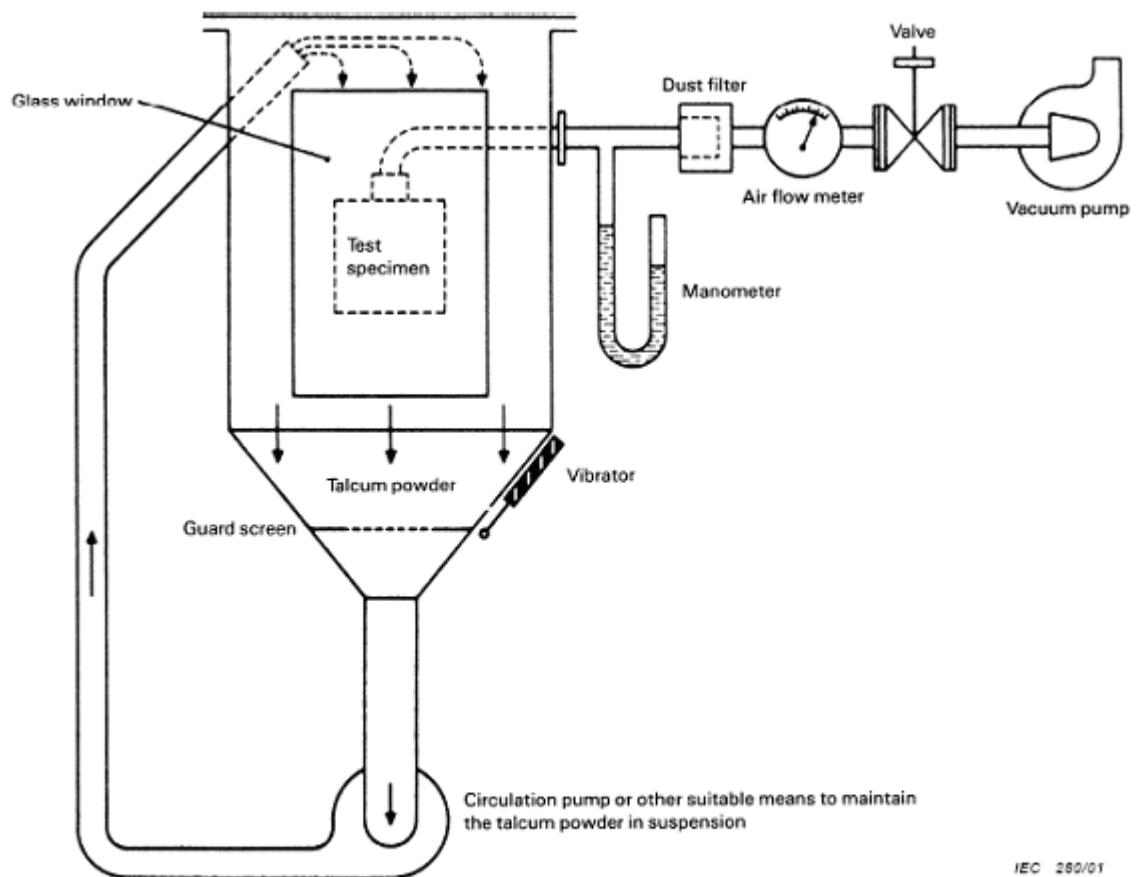 Valve
Dust filter
Glass window
Air flow meter
Vacuum pump
Test
specimen
Manometer
Talcum powder
Vibrator
Guard screen
Circulation pump or other suitable means to maintain
the talcum powder in suspension
IEC 280/01